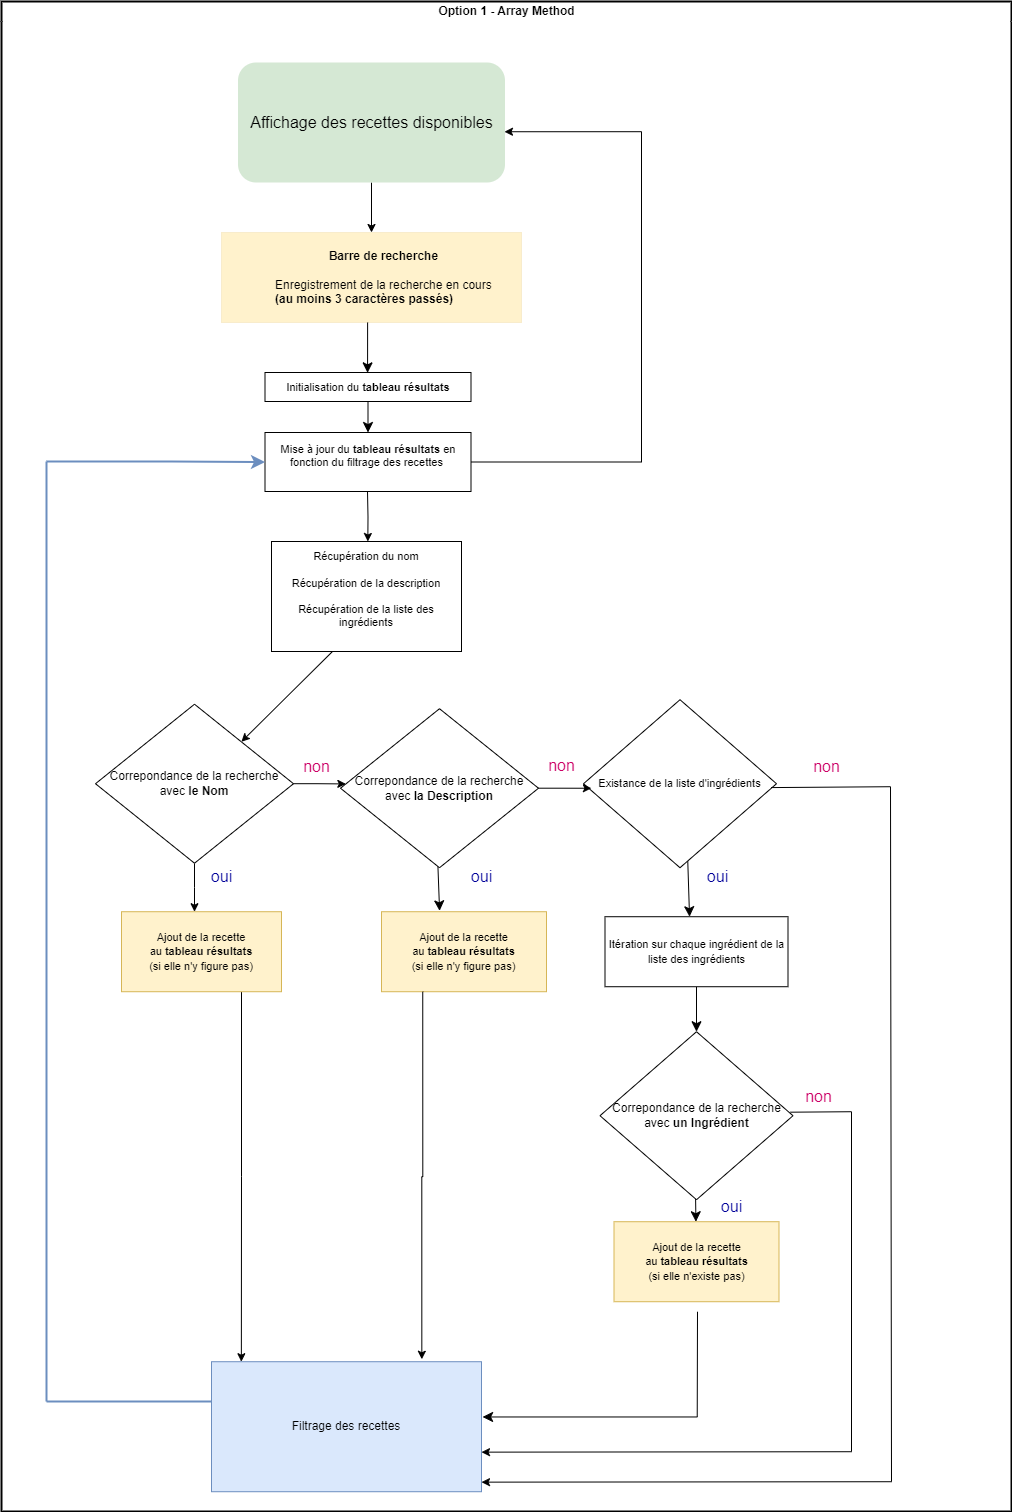 Option 1 - Array Method
Affichage des recettes disponibles
Barre de recherche
Enregistrement de la recherche en cours
(au moins 3 caractères passés)
Initialisation du tableau résultats
Mise à jour du tableau résultats en
fonction du filtrage des recettes
Récupération du nom
Récupération de la description
Récupération de la liste des
ingrédients
Correpondance de la recherche
avec le Nom
non
Correpondance de la recherche
avec la Description
non
Existance de la liste d'ingrédients
non
oui
oui
oui
Ajout de la recette
au tableau résultats
(si elle n'y figure pas)
Ajout de la recette
au tableau résultats
(si elle n'y figure pas)
Itération sur chaque ingrédient de la
liste des ingrédients
Correpondance de la recherche
avec un Ingrédient
non
oui
Ajout de la recette
au tableau résultats
(si elle n'existe pas)
Filtrage des recettes